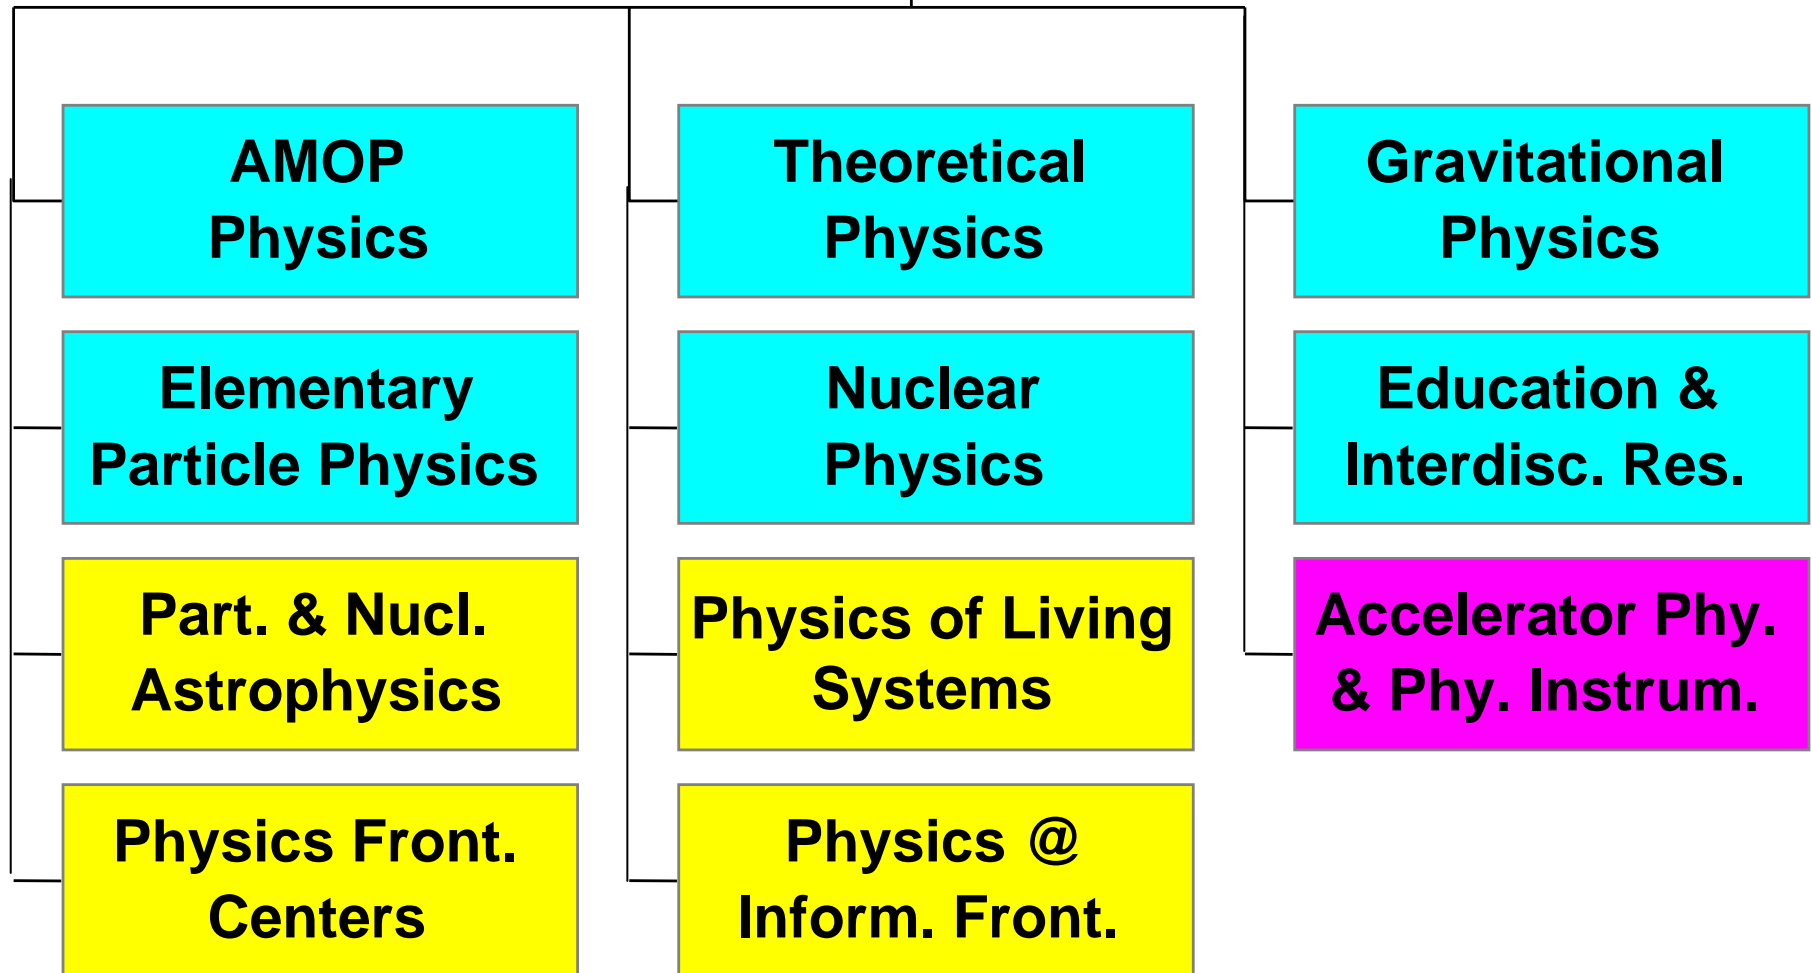 AMOP
Physics
Theoretical
Physics
Gravitational
Physics
Elementary
Particle Physics
Nuclear
Physics
Education &
Interdisc. Res.
Part. & Nucl.
Astrophysics
Physics of Living
Systems
Accelerator Phy.
& Phy. Instrum.
Physics Front.
Centers
Physics @
Inform. Front.